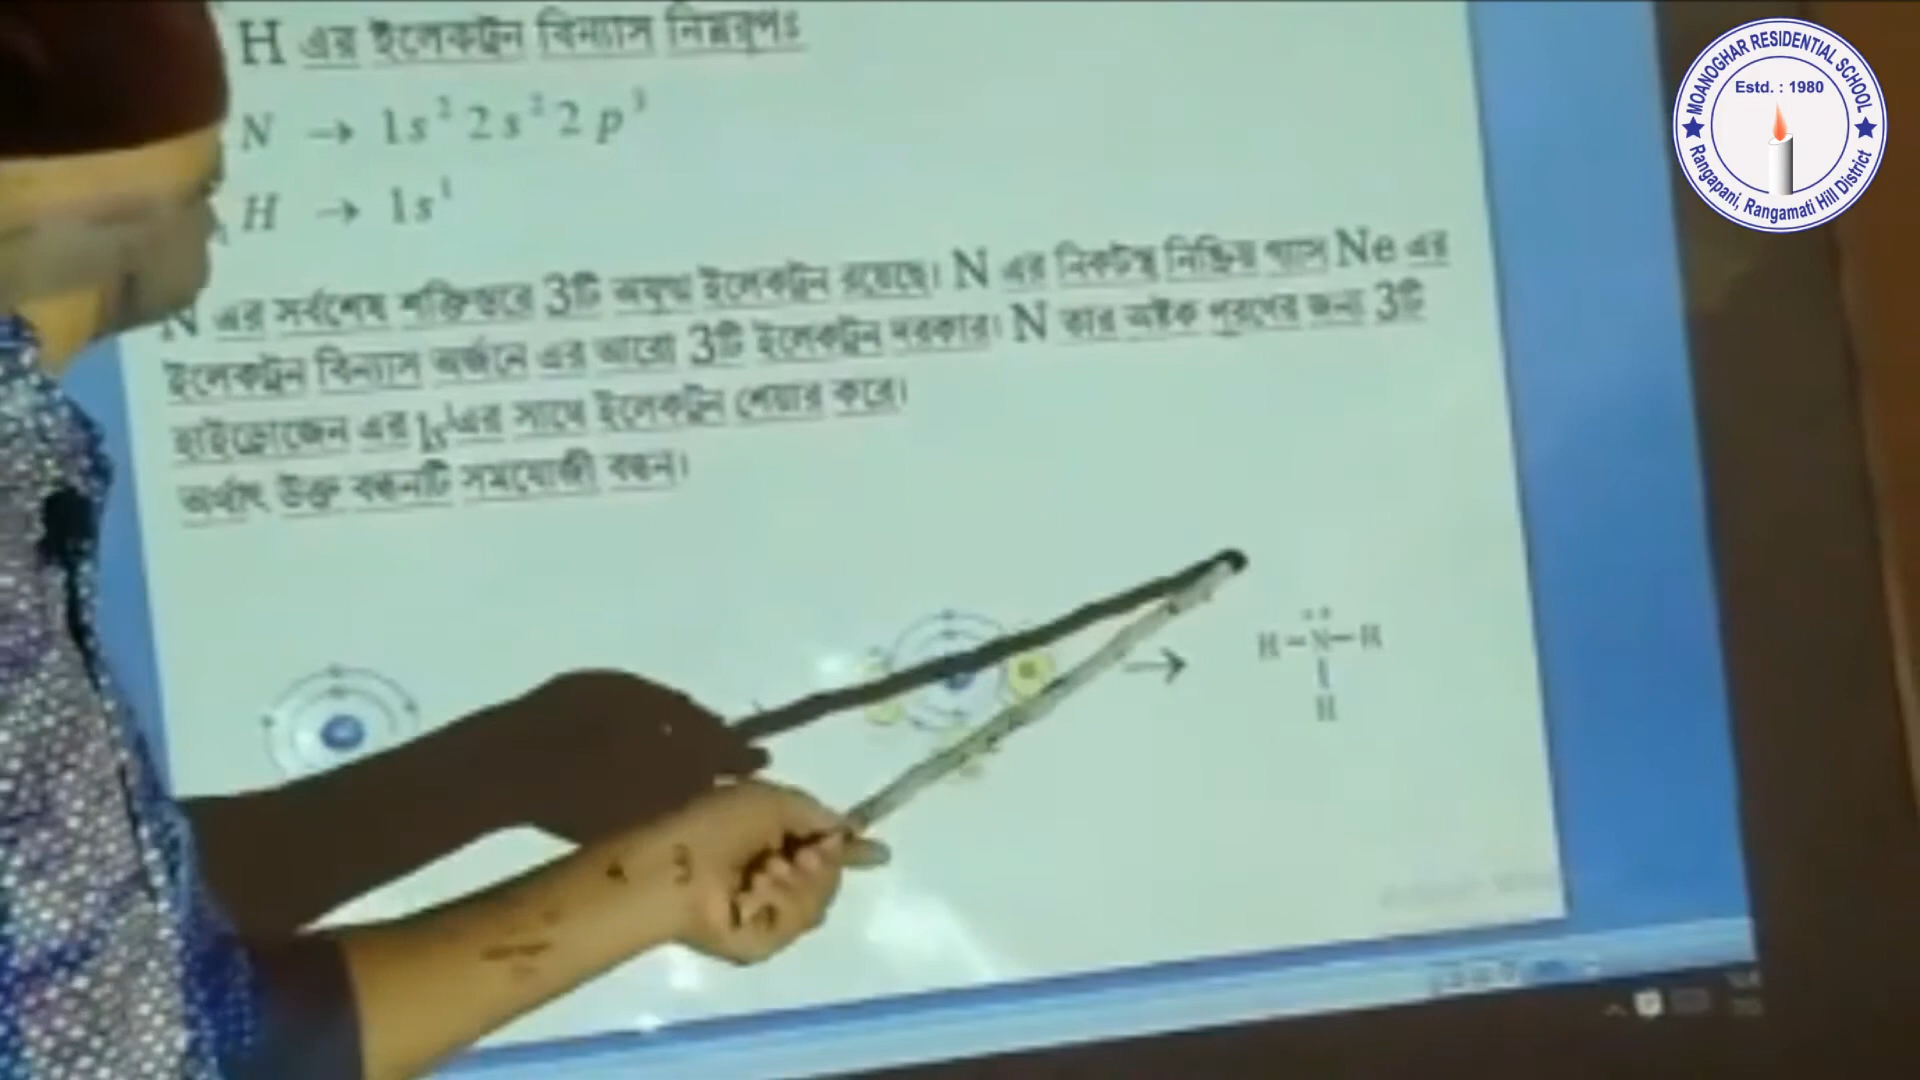 H এর ইলেকট্রন বিন্যাস নিম্নরূপঃ
N → 1s² 2s² 2p³
H → 1s¹
N এর সর্বশেষ শক্তিস্তরে 3টি অযুগ্ম ইলেকট্রন রয়েছে। N এর নিকটস্থ নিষ্ক্রিয় গ্যাস Ne এর
ইলেকট্রন বিন্যাস অর্জনে এর আরো 3টি ইলেকট্রন দরকার। N তার অষ্টক পূরণের জন্য 3টি
হাইড্রোজেন এর 1s¹এর সাথে ইলেকট্রন শেয়ার করে।
অর্থাৎ উক্ত বন্ধনটি সমযোজী বন্ধন।
→
H – N – H
H
MOANOGHAR RESIDENTIAL SCHOOL
Estd. : 1980
Rangapani, Rangamati Hill District